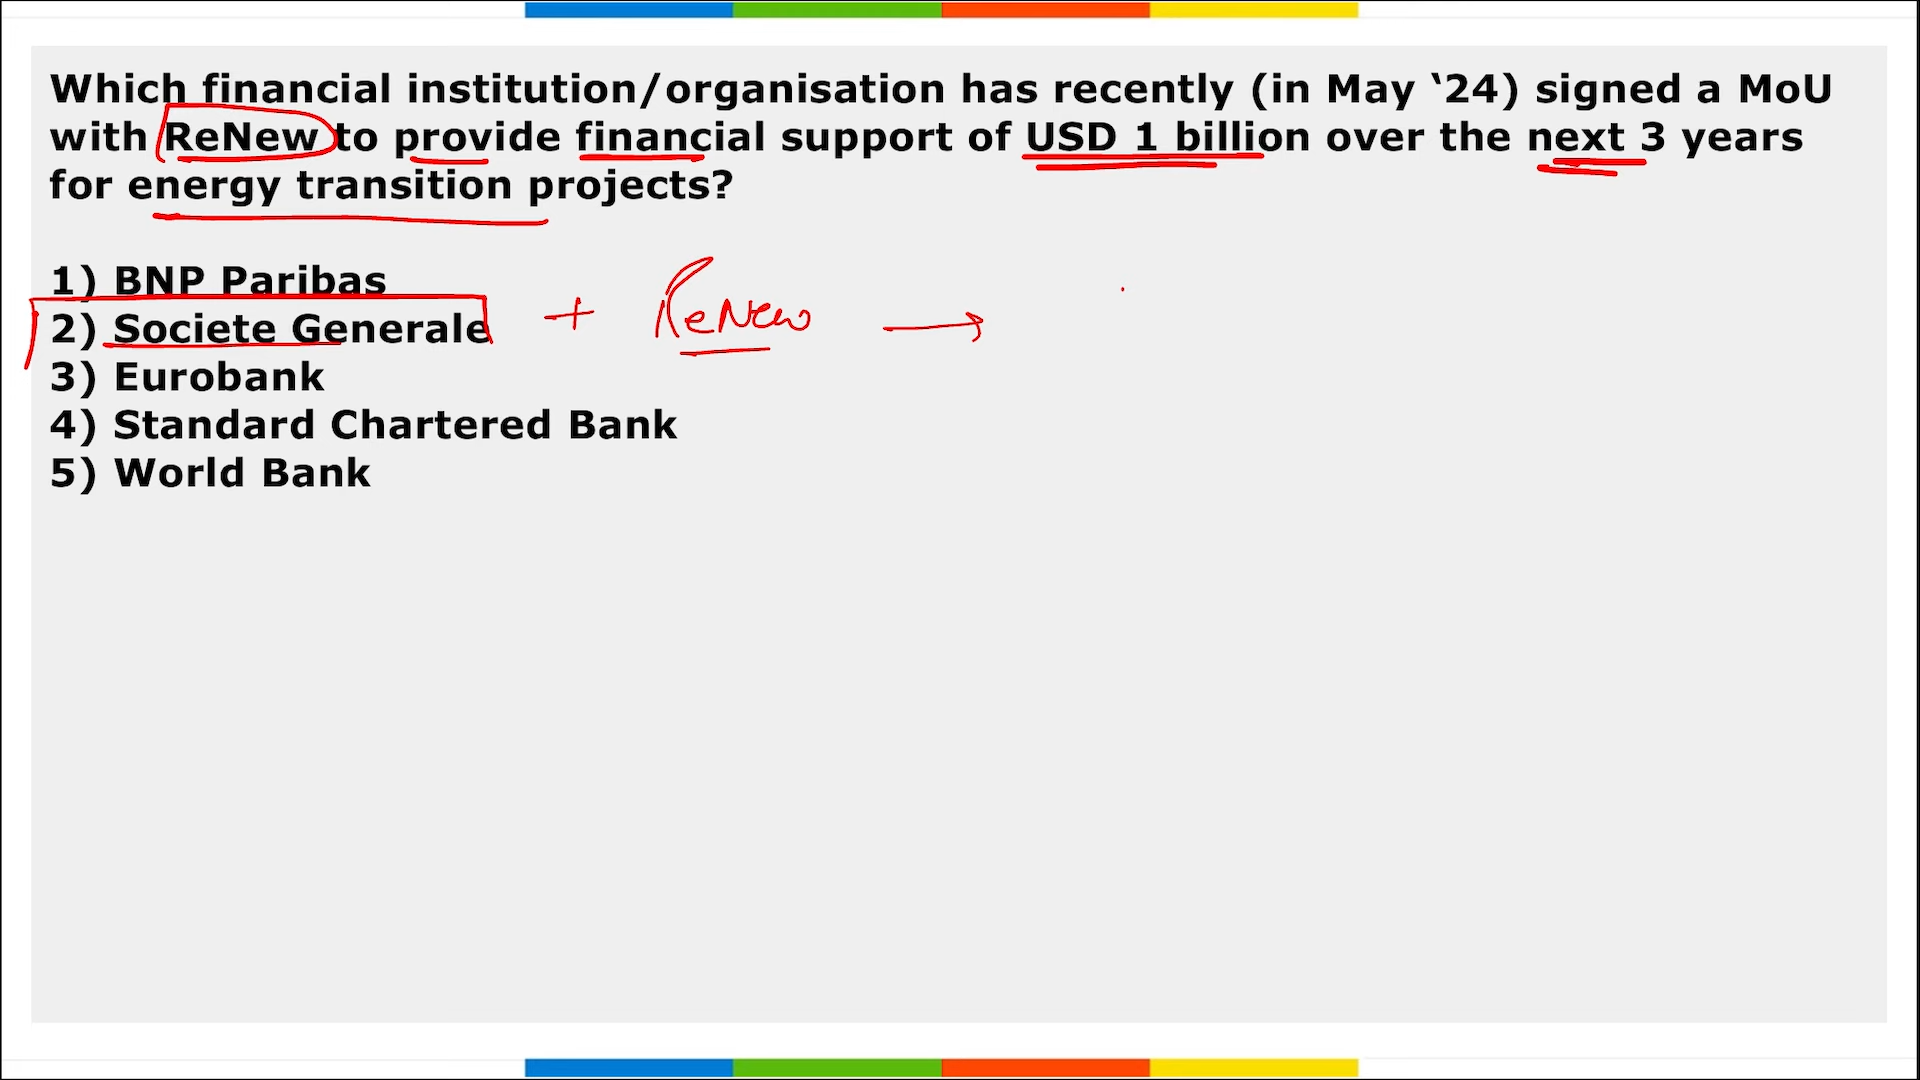 Which financial institution/organisation has recently (in May ‘24) signed a MoU
with ReNew to provide financial support of USD 1 billion over the next 3 years
for energy transition projects?
1) BNP Paribas
2) Societe Generale + ReNew →
3) Eurobank
4) Standard Chartered Bank
5) World Bank